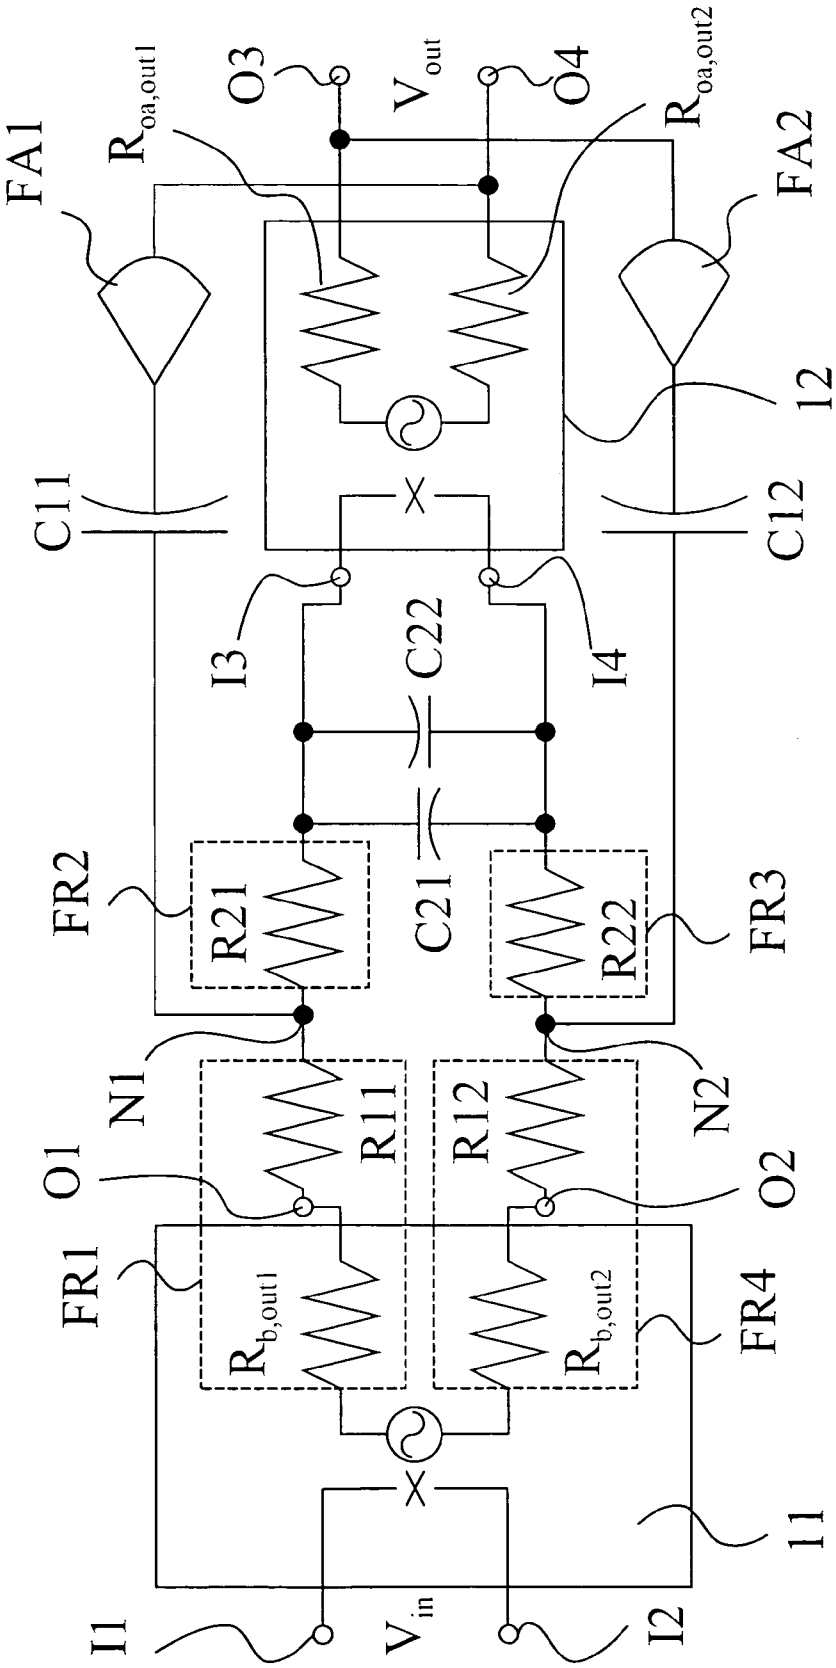 FA1
R_oa,out1
O3
V_out
O4
R_oa,out2
FA2
12
C11
C12
I3
C22
I4
FR2
R21
C21
R22
FR3
N1
N2
O1
R11
R12
O2
FR1
R_b,out1
R_b,out2
FR4
11
I1
V_in
I2